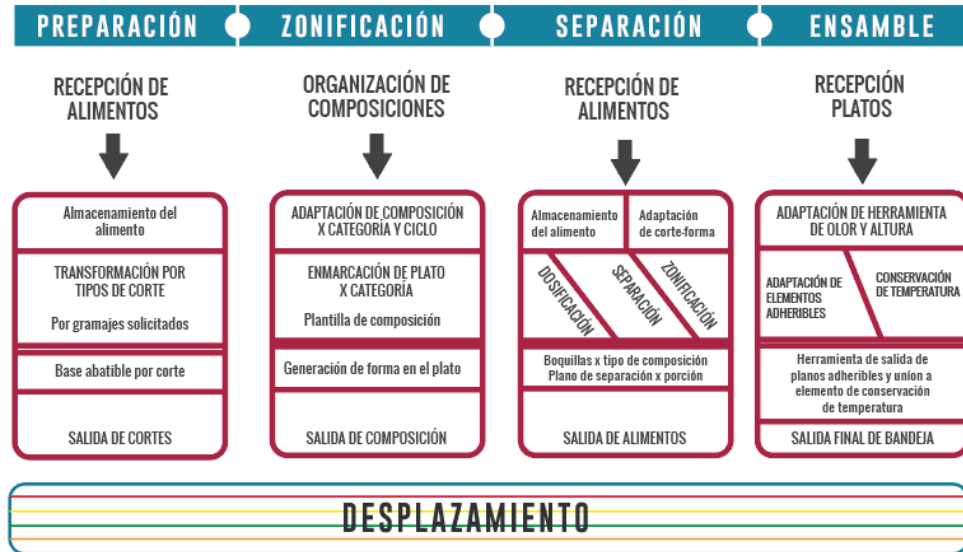 PREPARACIÓN
ZONIFICACIÓN
SEPARACIÓN
ENSAMBLE
RECEPCIÓN DE
ALIMENTOS
Almacenamiento del
alimento
TRANSFORMACIÓN POR
TIPOS DE CORTE
Por gramajes solicitados
Base abatible por corte
SALIDA DE CORTES
ORGANIZACIÓN DE
COMPOSICIONES
ADAPTACIÓN DE COMPOSICIÓN
X CATEGORÍA Y CICLO
ENMARCACIÓN DE PLATO
X CATEGORÍA
Plantilla de composición
Generación de forma en el plato
SALIDA DE COMPOSICIÓN
RECEPCIÓN DE
ALIMENTOS
Almacenamiento
del alimento
Adaptación
de corte-forma
DOSIFICACIÓN
SEPARACIÓN
ZONIFICACIÓN
Boquillas x tipo de composición
Plano de separación x porción
SALIDA DE ALIMENTOS
RECEPCIÓN
PLATOS
ADAPTACIÓN DE HERRAMIENTA
DE OLOR Y ALTURA
ADAPTACIÓN DE
ELEMENTOS
ADHERIBLES
CONSERVACIÓN
DE TEMPERATURA
Herramienta de salida de
planos adheribles y uníon a
elemento de conservación
de temperatura
SALIDA FINAL DE BANDEJA
DESPLAZAMIENTO